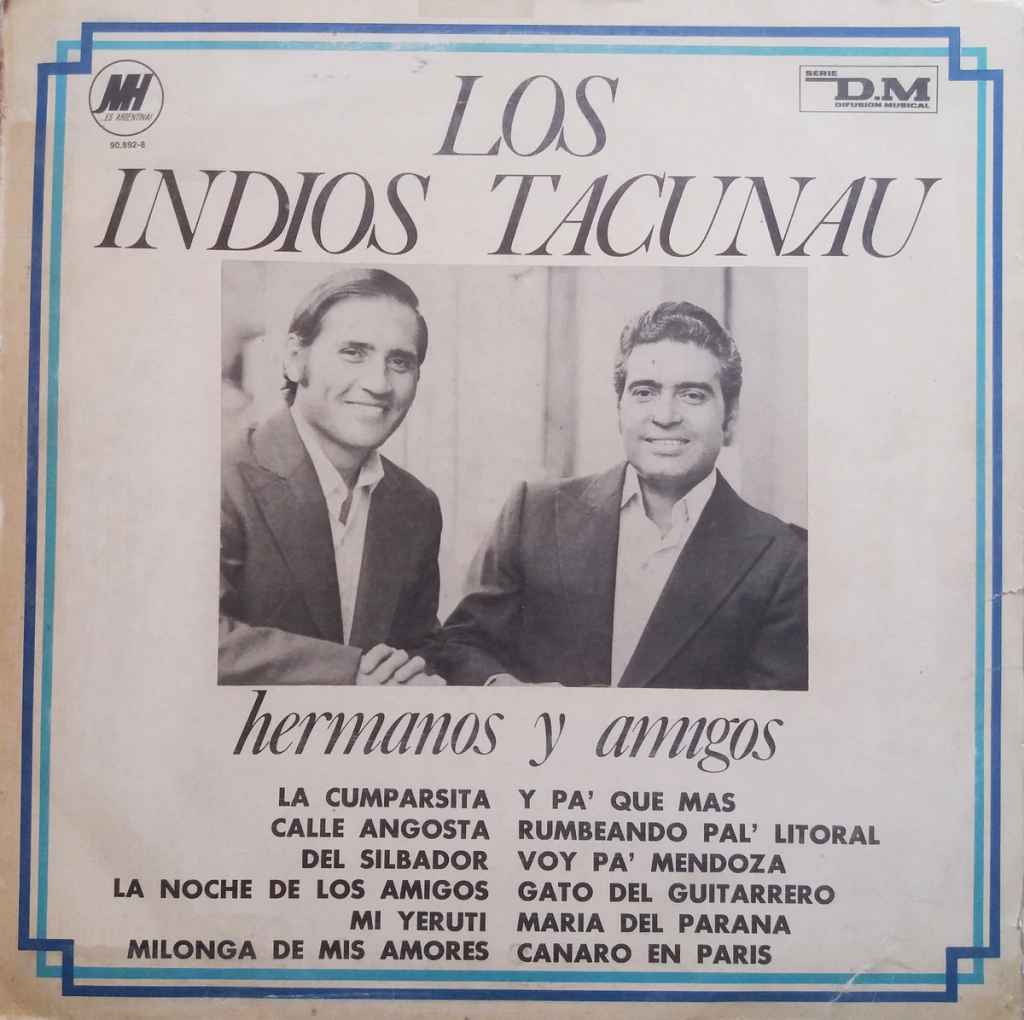 MH
...ES ARGENTINA!
90.892-8
SERIE
D.M
DIFUSION MUSICAL
LOS
INDIOS TACUNAU
hermanos y amigos
LA CUMPARSITA
CALLE ANGOSTA
DEL SILBADOR
LA NOCHE DE LOS AMIGOS
MI YERUTI
MILONGA DE MIS AMORES
Y PA' QUE MAS
RUMBEANDO PAL' LITORAL
VOY PA' MENDOZA
GATO DEL GUITARRERO
MARIA DEL PARANA
CANARO EN PARIS